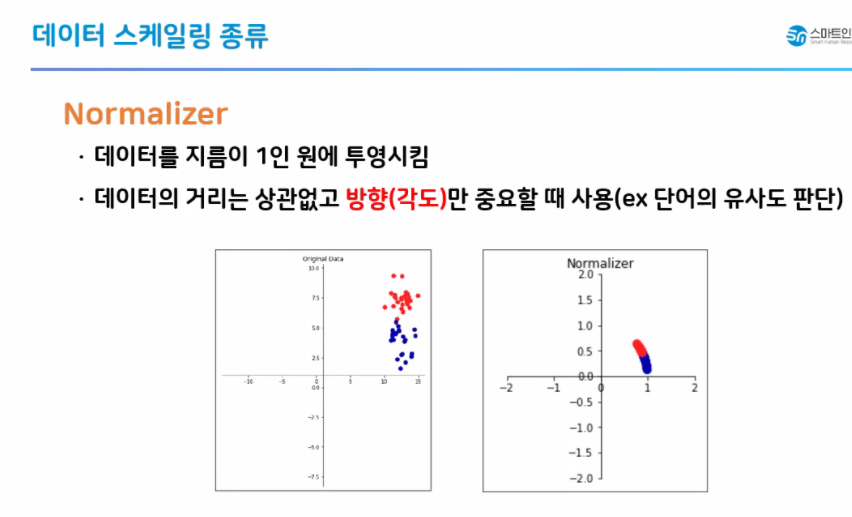 데이터 스케일링 종류
스마트인
Normalizer
· 데이터를 지름이 1인 원에 투영시킴
· 데이터의 거리는 상관없고 방향(각도)만 중요할 때 사용(ex 단어의 유사도 판단)
Original Data
10.0
7.5
5.0
2.5
-10 -5 0 5 10 15
0.0
-2.5
-5.0
-7.5
Normalizer
2.0
1.5
1.0
0.5
0.0
-2 -1 0 1 2
-0.5
-1.0
-1.5
-2.0